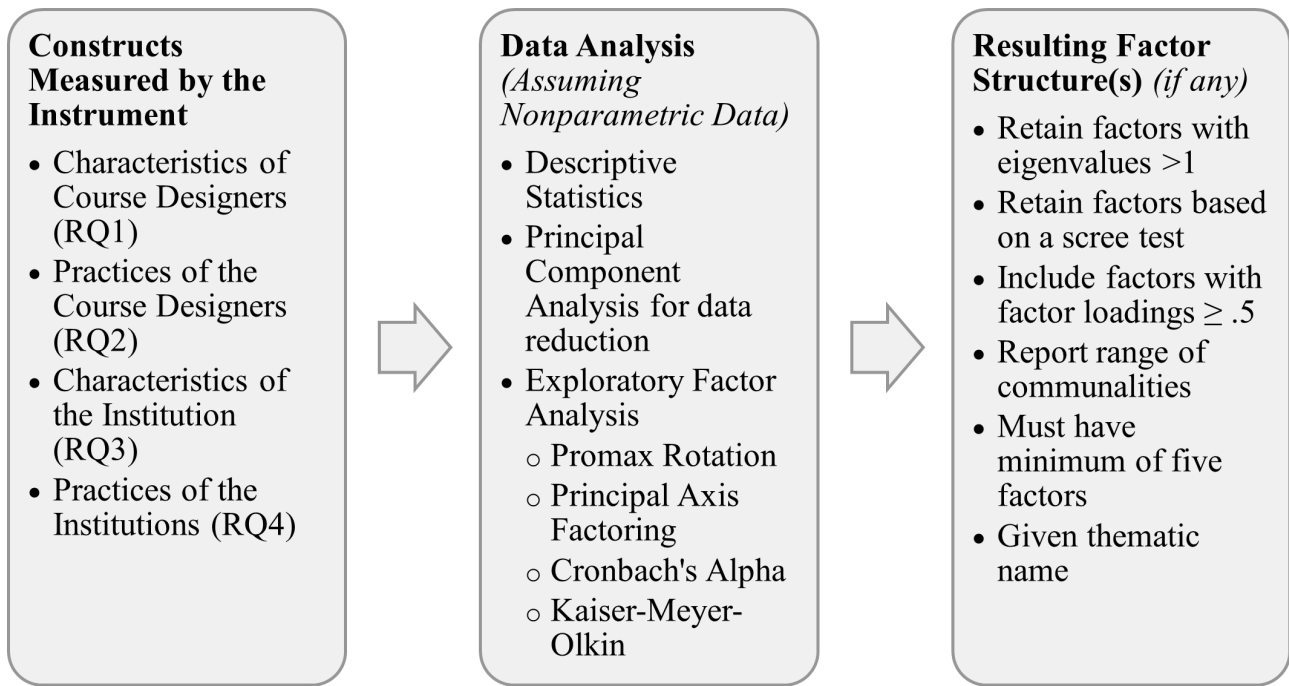 Constructs
Measured by the
Instrument
• Characteristics of
Course Designers
(RQ1)
• Practices of the
Course Designers
(RQ2)
• Characteristics of
the Institution
(RQ3)
• Practices of the
Institutions (RQ4)
Data Analysis
(Assuming
Nonparametric Data)
• Descriptive
Statistics
• Principal
Component
Analysis for data
reduction
• Exploratory Factor
Analysis
o Promax Rotation
o Principal Axis
Factoring
o Cronbach's Alpha
o Kaiser-Meyer-
Olkin
Resulting Factor
Structure(s) (if any)
• Retain factors with
eigenvalues >1
• Retain factors based
on a scree test
• Include factors with
factor loadings ≥ .5
• Report range of
communalities
• Must have
minimum of five
factors
• Given thematic
name